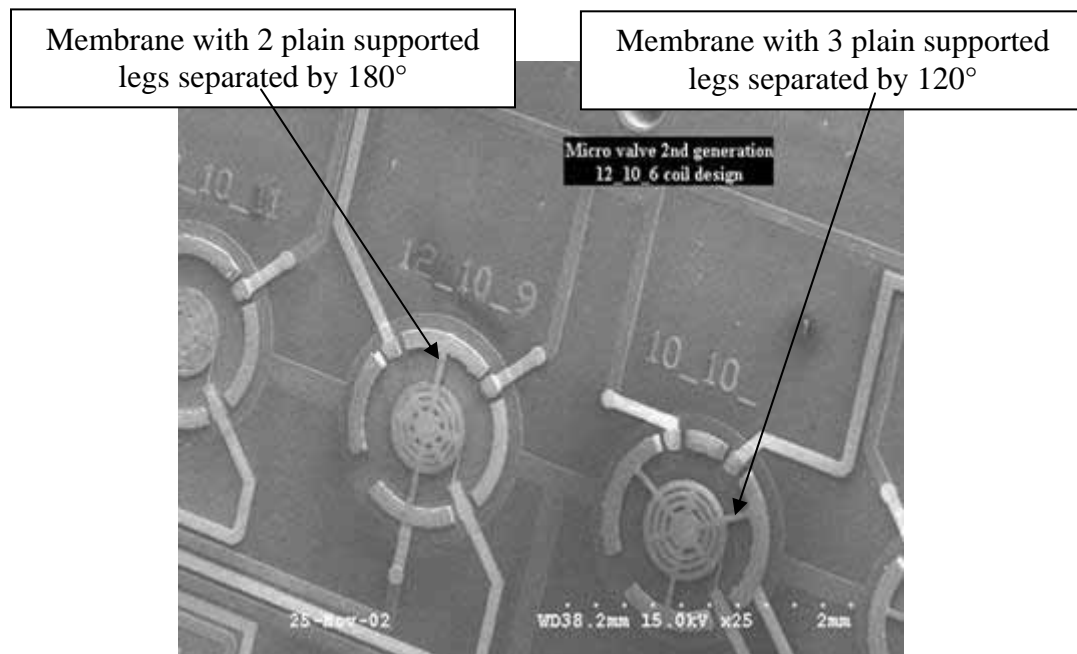 Membrane with 2 plain supported
legs separated by 180°
Membrane with 3 plain supported
legs separated by 120°
Micro valve 2nd generation
12_10_6 coil design
12_10_9
10_10_
25-Nov-02
WD38.2mm 15.0kV x25 2mm